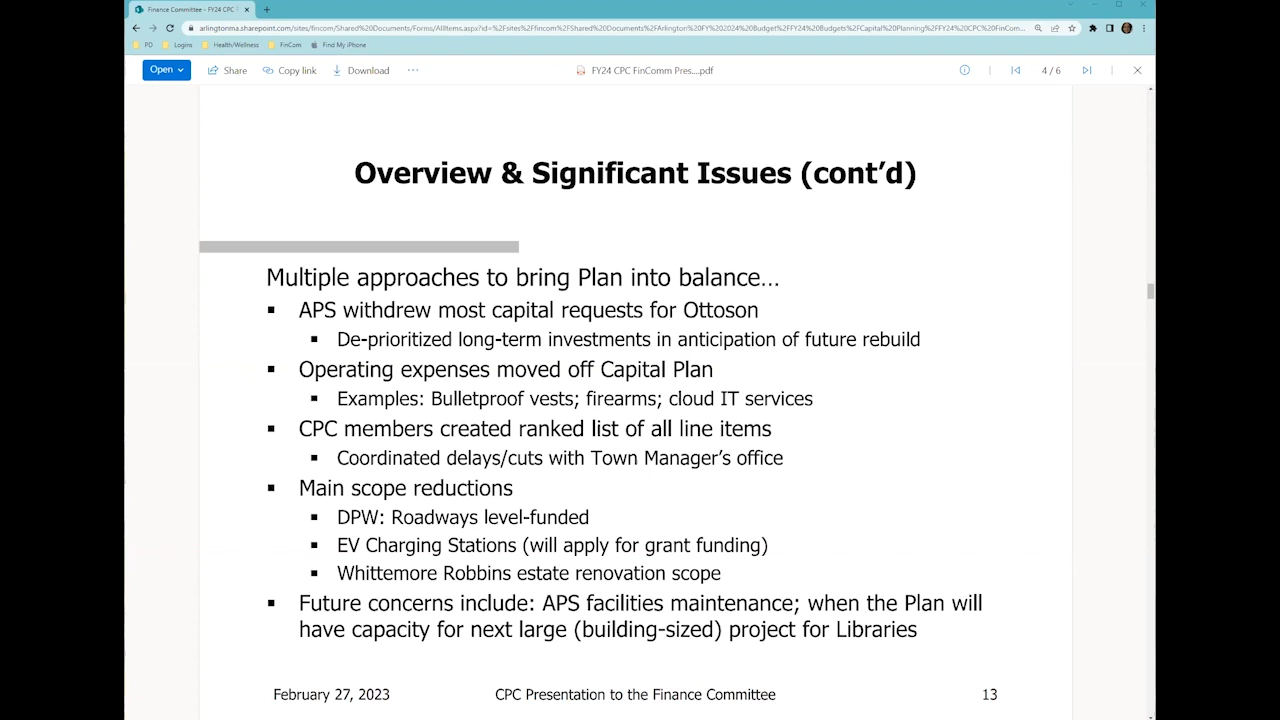 Finance Committee - FY24 CPC F
arlingtonma.sharepoint.com/sites/fincom/Shared%20Documents/Forms/AllItems.aspx?id=%2Fsites%2Ffincom%2FShared%20Documents%2FArlington%20FY%202024%20Budget%2FFY24%20Budgets%2FCapital%20Planning%2FFY24%20CPC%20FinCom...
PD Logins Health/Wellness FinCom Find My iPhone
Open Share Copy link Download ··· FY24 CPC FinComm Pres....pdf 4 / 6
Overview & Significant Issues (cont’d)
Multiple approaches to bring Plan into balance…
▪ APS withdrew most capital requests for Ottoson
▪ De-prioritized long-term investments in anticipation of future rebuild
▪ Operating expenses moved off Capital Plan
▪ Examples: Bulletproof vests; firearms; cloud IT services
▪ CPC members created ranked list of all line items
▪ Coordinated delays/cuts with Town Manager’s office
▪ Main scope reductions
▪ DPW: Roadways level-funded
▪ EV Charging Stations (will apply for grant funding)
▪ Whittemore Robbins estate renovation scope
▪ Future concerns include: APS facilities maintenance; when the Plan will
have capacity for next large (building-sized) project for Libraries
February 27, 2023 CPC Presentation to the Finance Committee 13